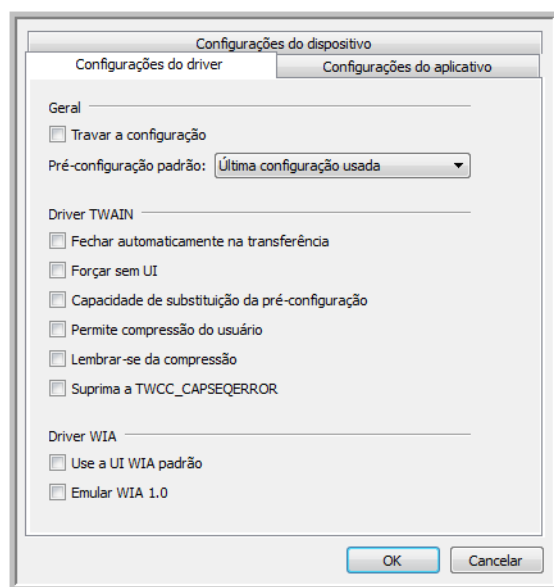 Configurações do dispositivo
Configurações do driver
Configurações do aplicativo
Geral
Travar a configuração
Pré-configuração padrão: Última configuração usada
Driver TWAIN
Fechar automaticamente na transferência
Forçar sem UI
Capacidade de substituição da pré-configuração
Permite compressão do usuário
Lembrar-se da compressão
Suprima a TWCC_CAPSEQERROR
Driver WIA
Use a UI WIA padrão
Emular WIA 1.0
OK
Cancelar